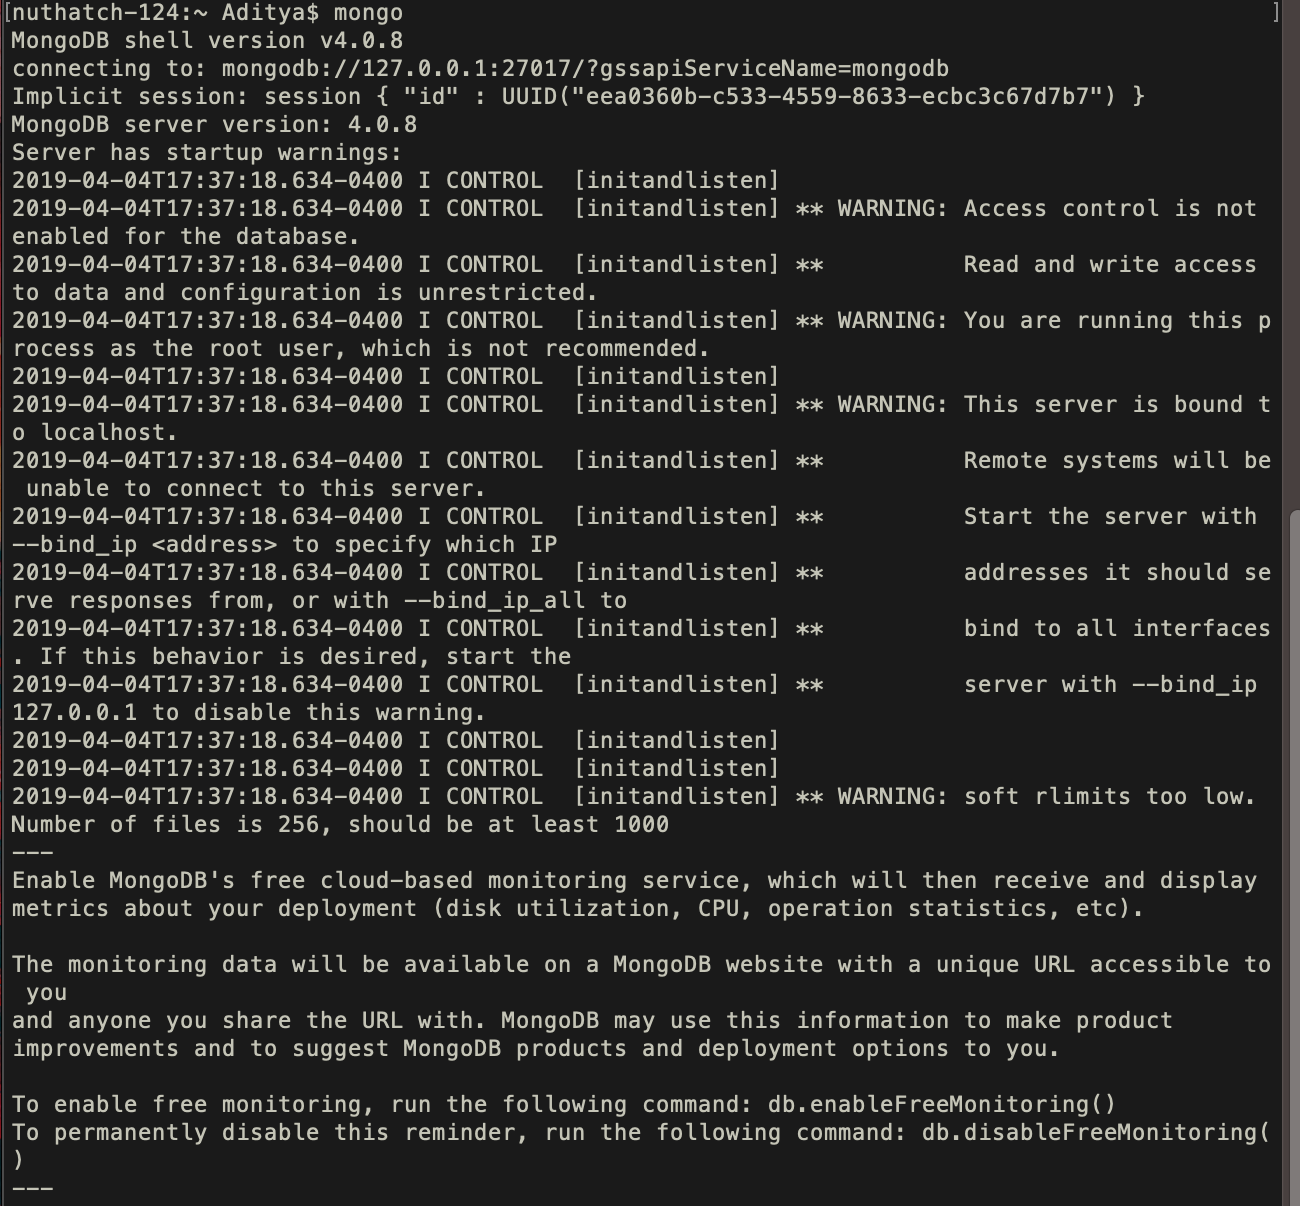 [nuthatch-124:~ Aditya$ mongo ]
MongoDB shell version v4.0.8
connecting to: mongodb://127.0.0.1:27017/?gssapiServiceName=mongodb
Implicit session: session { "id" : UUID("eea0360b-c533-4559-8633-ecbc3c67d7b7") }
MongoDB server version: 4.0.8
Server has startup warnings:
2019-04-04T17:37:18.634-0400 I CONTROL  [initandlisten]
2019-04-04T17:37:18.634-0400 I CONTROL  [initandlisten] ** WARNING: Access control is not
enabled for the database.
2019-04-04T17:37:18.634-0400 I CONTROL  [initandlisten] **          Read and write access
to data and configuration is unrestricted.
2019-04-04T17:37:18.634-0400 I CONTROL  [initandlisten] ** WARNING: You are running this p
rocess as the root user, which is not recommended.
2019-04-04T17:37:18.634-0400 I CONTROL  [initandlisten]
2019-04-04T17:37:18.634-0400 I CONTROL  [initandlisten] ** WARNING: This server is bound t
o localhost.
2019-04-04T17:37:18.634-0400 I CONTROL  [initandlisten] **          Remote systems will be
 unable to connect to this server.
2019-04-04T17:37:18.634-0400 I CONTROL  [initandlisten] **          Start the server with
--bind_ip <address> to specify which IP
2019-04-04T17:37:18.634-0400 I CONTROL  [initandlisten] **          addresses it should se
rve responses from, or with --bind_ip_all to
2019-04-04T17:37:18.634-0400 I CONTROL  [initandlisten] **          bind to all interfaces
. If this behavior is desired, start the
2019-04-04T17:37:18.634-0400 I CONTROL  [initandlisten] **          server with --bind_ip
127.0.0.1 to disable this warning.
2019-04-04T17:37:18.634-0400 I CONTROL  [initandlisten]
2019-04-04T17:37:18.634-0400 I CONTROL  [initandlisten]
2019-04-04T17:37:18.634-0400 I CONTROL  [initandlisten] ** WARNING: soft rlimits too low.
Number of files is 256, should be at least 1000
---
Enable MongoDB's free cloud-based monitoring service, which will then receive and display
metrics about your deployment (disk utilization, CPU, operation statistics, etc).

The monitoring data will be available on a MongoDB website with a unique URL accessible to
 you
and anyone you share the URL with. MongoDB may use this information to make product
improvements and to suggest MongoDB products and deployment options to you.

To enable free monitoring, run the following command: db.enableFreeMonitoring()
To permanently disable this reminder, run the following command: db.disableFreeMonitoring(
)
---